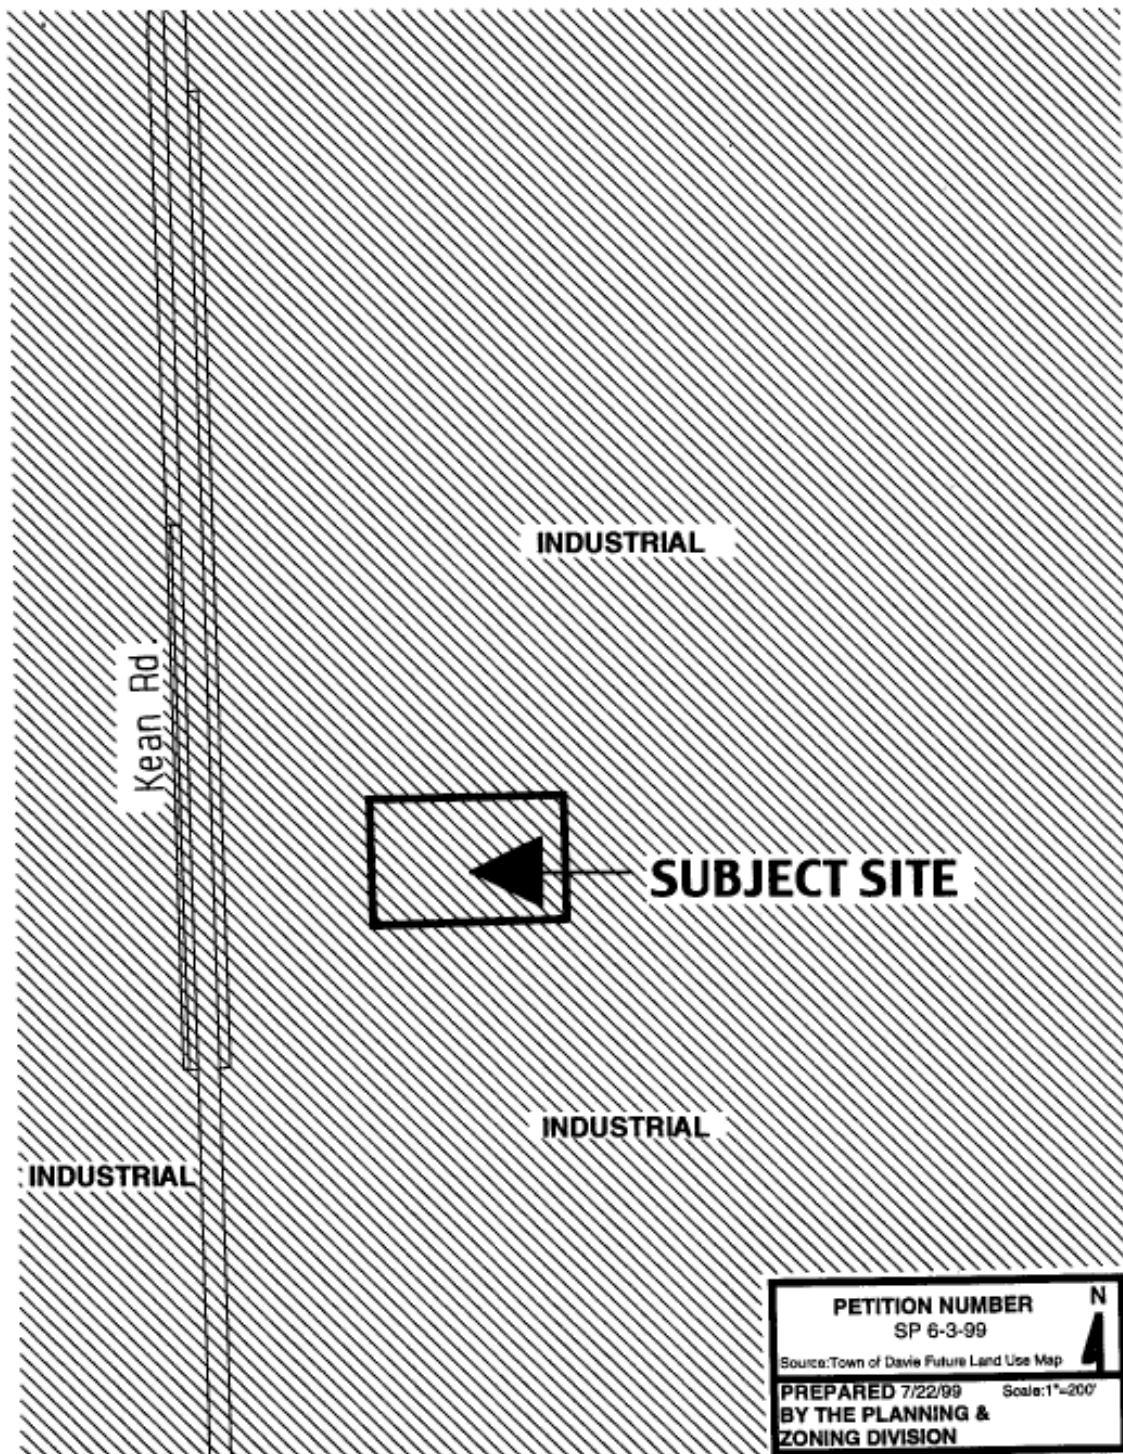 INDUSTRIAL
Kean Rd
SUBJECT SITE
INDUSTRIAL
INDUSTRIAL
PETITION NUMBER
N
SP 6-3-99
Source:Town of Davie Future Land Use Map
PREPARED 7/22/99 Scale:1"=200'
BY THE PLANNING &
ZONING DIVISION